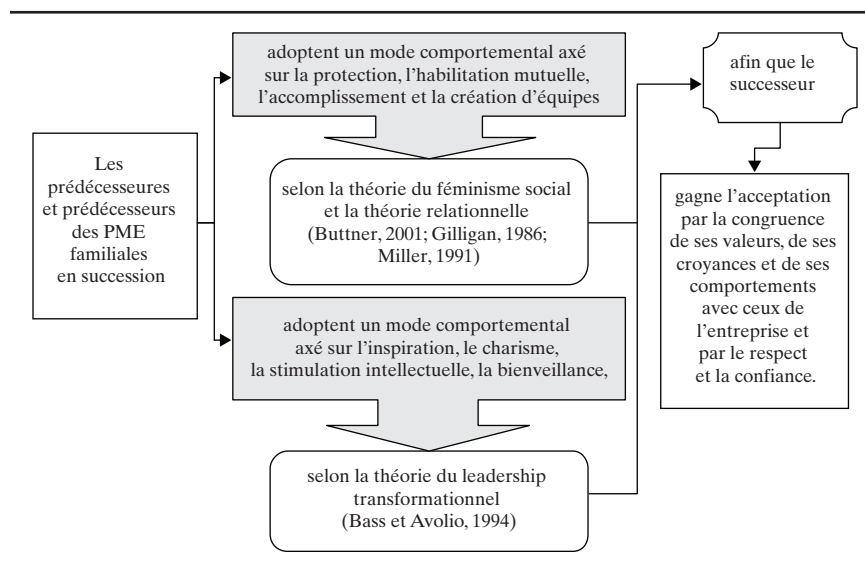 Les
prédécesseures
et prédécesseurs
des PME
familiales
en succession
adoptent un mode comportemental axé
sur la protection, l'habilitation mutuelle,
l'accomplissement et la création d'équipes
selon la théorie du féminisme social
et la théorie relationnelle
(Buttner, 2001; Gilligan, 1986;
Miller, 1991)
adoptent un mode comportemental
axé sur l'inspiration, le charisme,
la stimulation intellectuelle, la bienveillance,
selon la théorie du leadership
transformationnel
(Bass et Avolio, 1994)
afin que le
successeur
gagne l'acceptation
par la congruence
de ses valeurs, de ses
croyances et de ses
comportements
avec ceux de
l'entreprise et
par le respect
et la confiance.